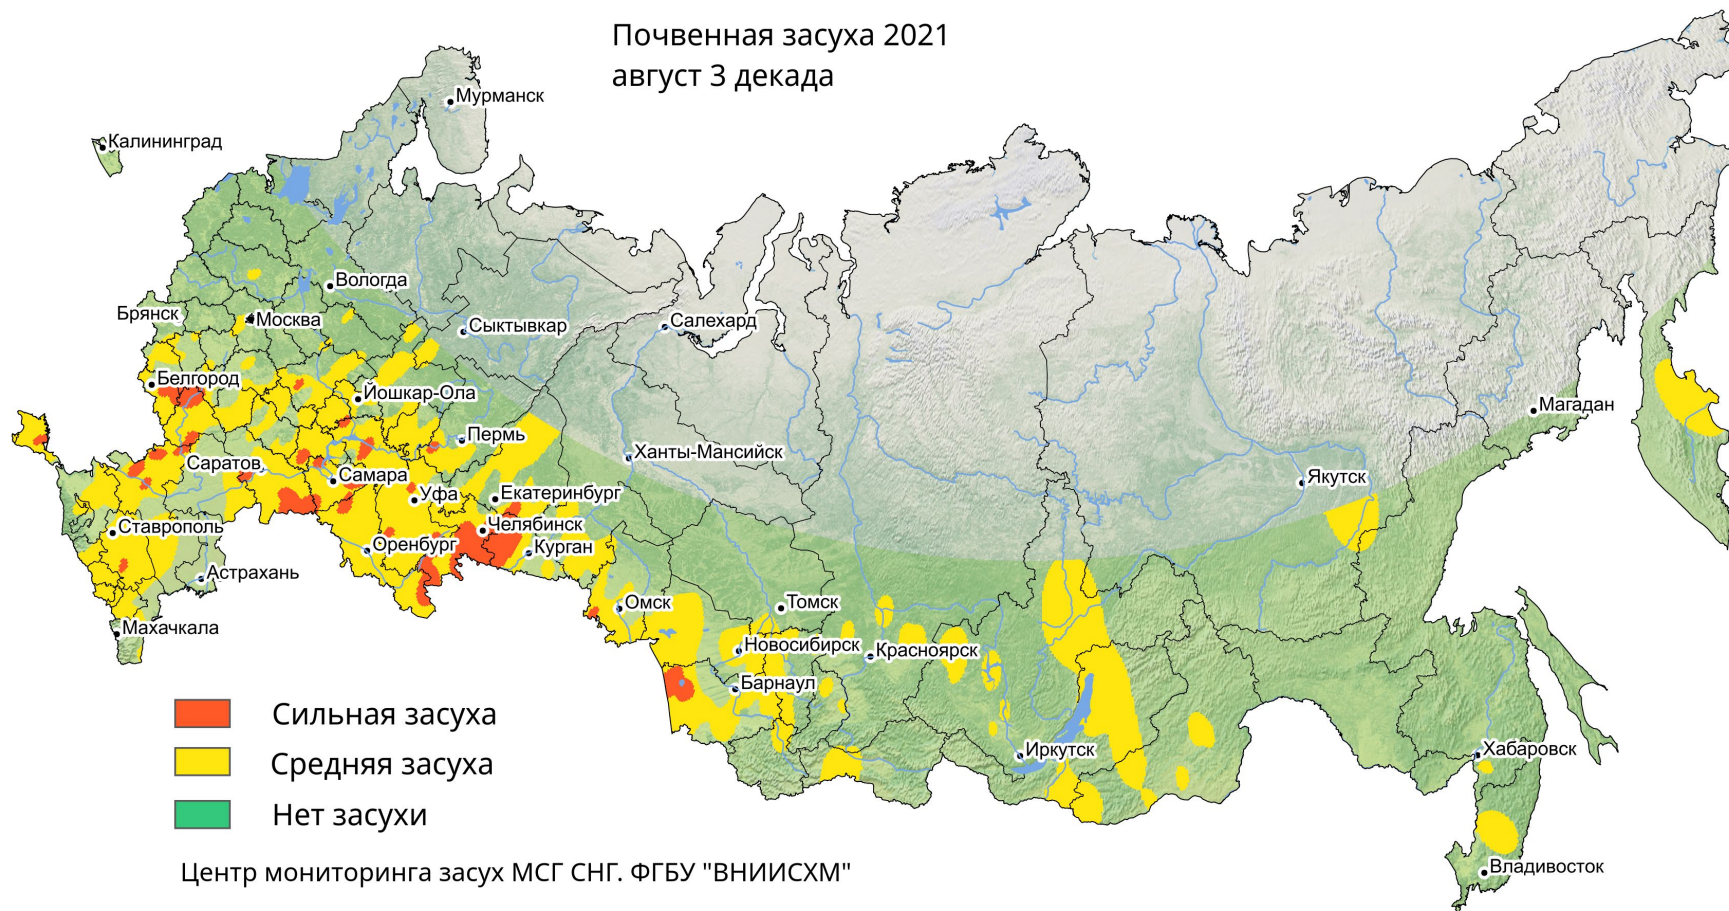 Почвенная засуха 2021
август 3 декада
Мурманск
Калининград
Вологда
Брянск
Москва
Сыктывкар
Салехард
Белгород
Йошкар-Ола
Магадан
Пермь
Ханты-Мансийск
Саратов
Самара
Якутск
Уфа
Екатеринбург
Ставрополь
Челябинск
Оренбург
Курган
Астрахань
Омск
Томск
Махачкала
Новосибирск
Красноярск
Барнаул
Иркутск
Хабаровск
Владивосток
Сильная засуха
Средняя засуха
Нет засухи
Центр мониторинга засух МСГ СНГ. ФГБУ "ВНИИСХМ"